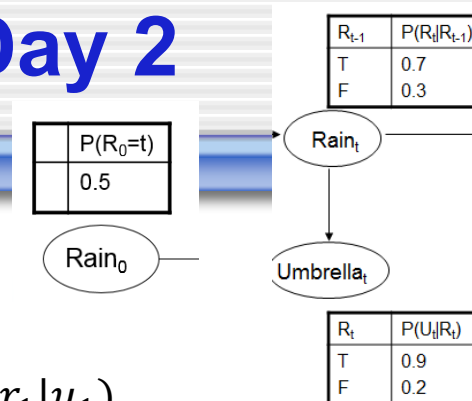 Day 2
R_{t-1} P(R_t|R_{t-1})
T 0.7
F 0.3
P(R_0=t)
0.5
Rain_t
Rain_0
Umbrella_t
R_t P(U_t|R_t)
T 0.9
F 0.2